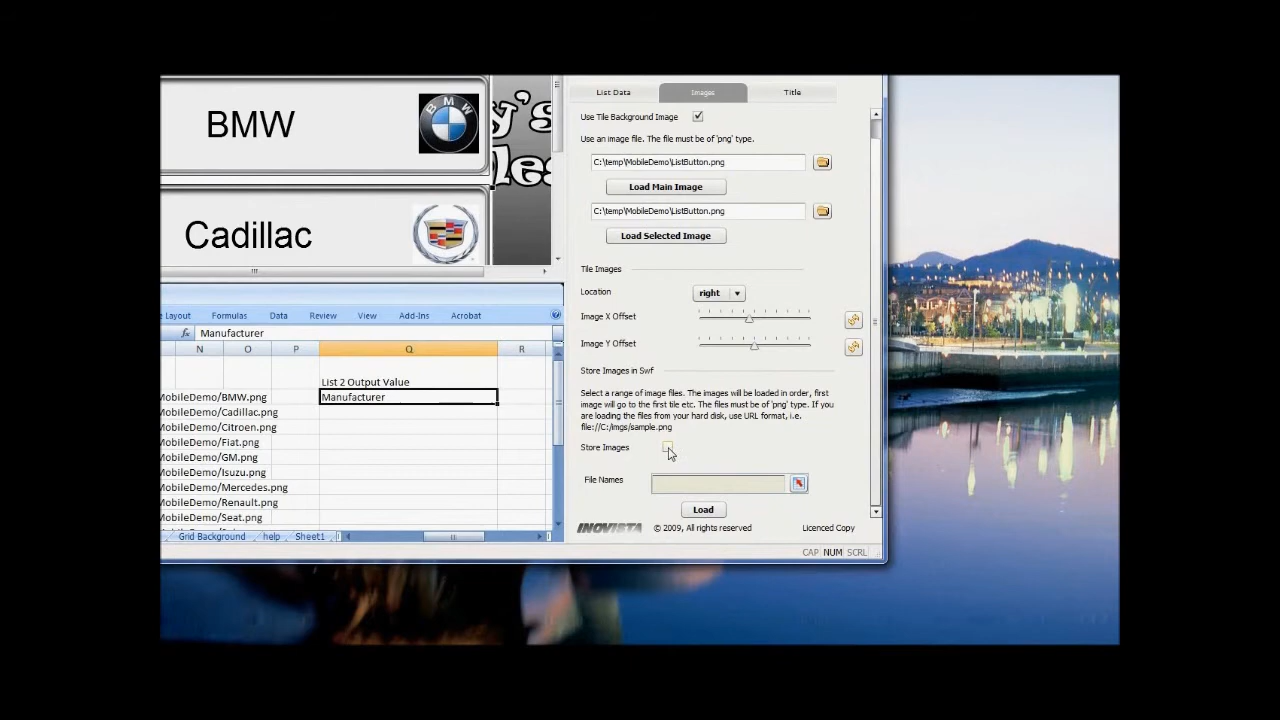 BMW
BMW
y's
les
Cadillac
List Data Images Title
Use Tile Background Image
Use an image file. The file must be of 'png' type.
C:\temp\MobileDemo\ListButton.png
Load Main Image
C:\temp\MobileDemo\ListButton.png
Load Selected Image
Tile Images
Location right
Image X Offset
Image Y Offset
Store Images in Swf
Select a range of image files. The images will be loaded in order, first
image will go to the first tile etc. The files must be of 'png' type. If you
are loading the files from your hard disk, use URL format, i.e.
file://C:/imgs/sample.png
Store Images
File Names
Load
INOVISTA © 2009, All rights reserved Licenced Copy
CAP NUM SCRL
Layout Formulas Data Review View Add-Ins Acrobat
fx Manufacturer
N O P Q R
List 2 Output Value
MobileDemo/BMW.png Manufacturer
MobileDemo/Cadillac.png
MobileDemo/Citroen.png
MobileDemo/Fiat.png
MobileDemo/GM.png
MobileDemo/Isuzu.png
MobileDemo/Mercedes.png
MobileDemo/Renault.png
MobileDemo/Seat.png
Grid Background help Sheet1